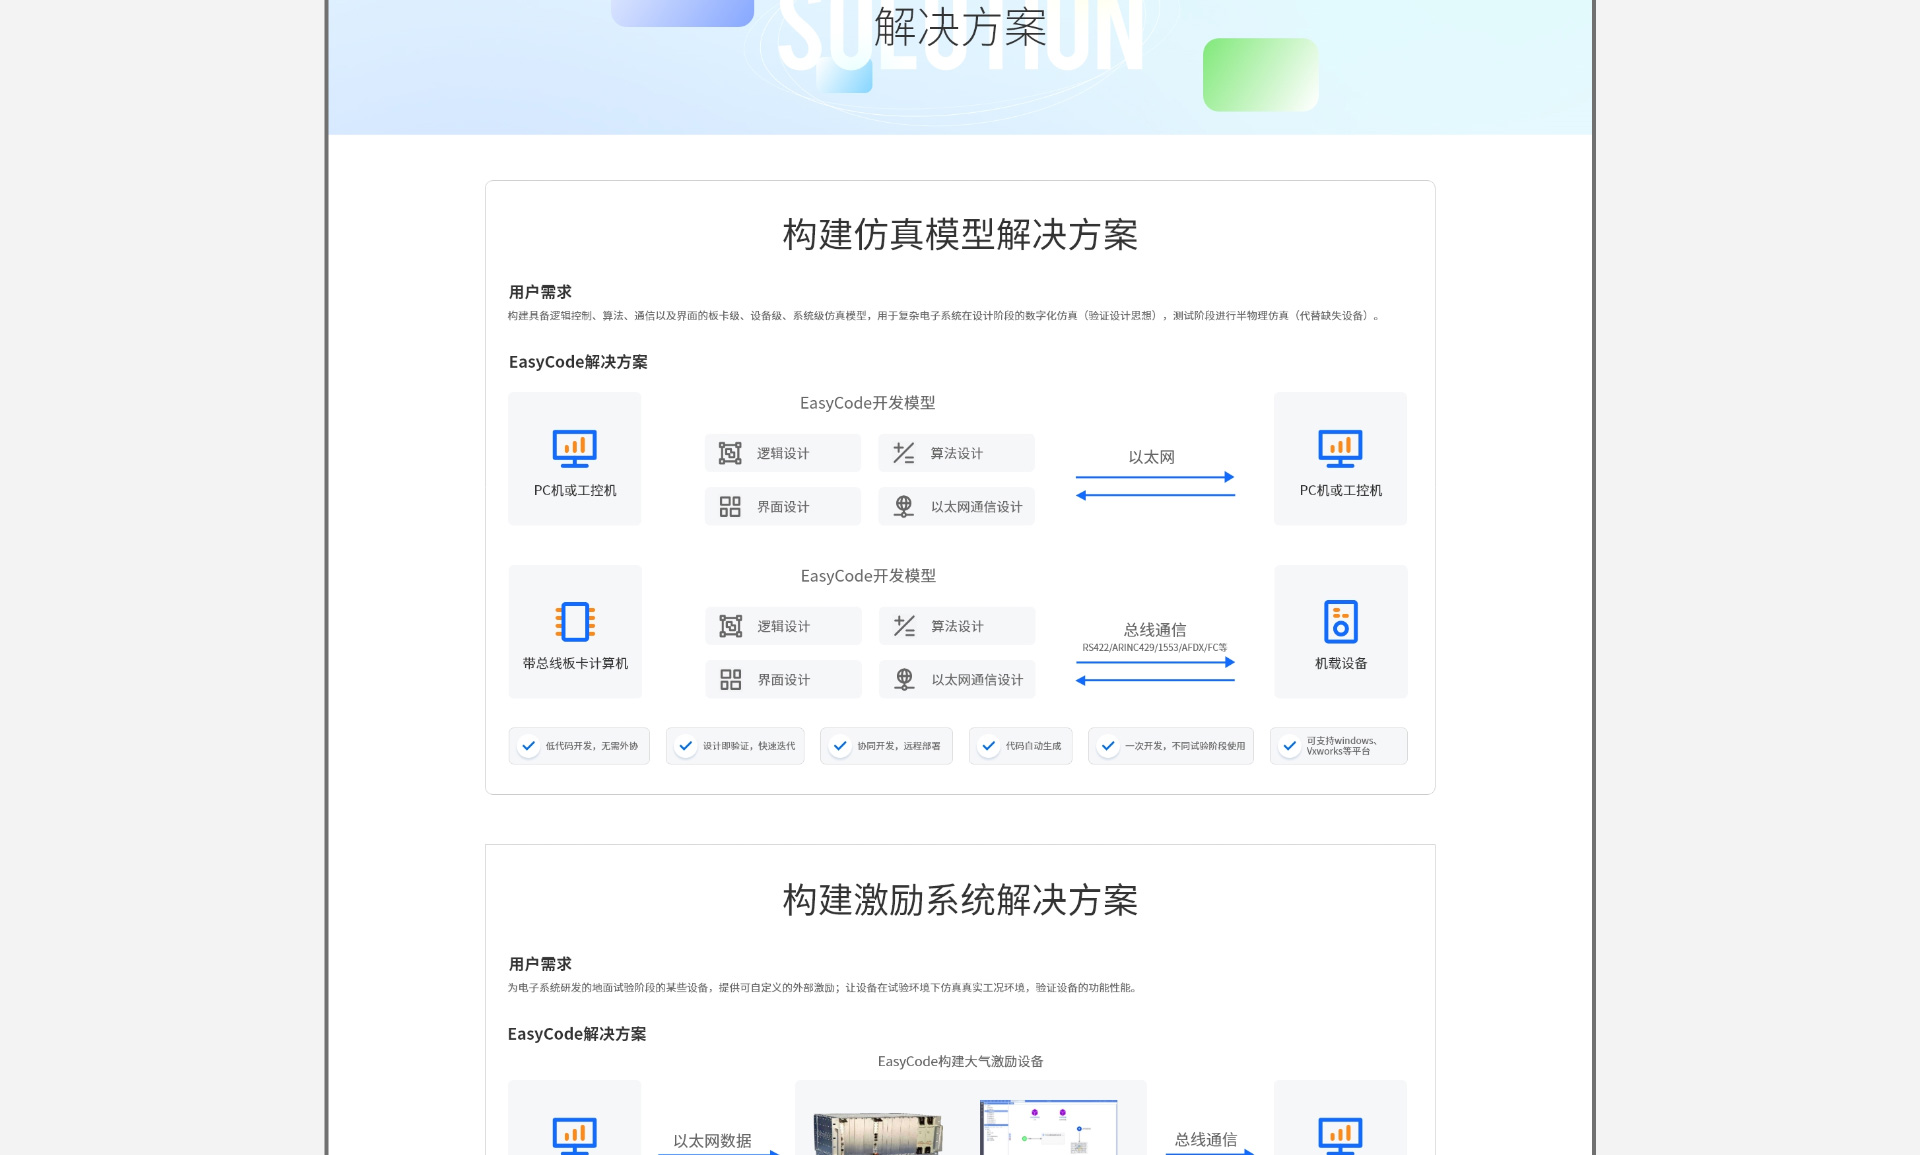 SOLUTION
解决方案
构建仿真模型解决方案
用户需求
构建具备逻辑控制、算法、通信以及界面的板卡级、设备级、系统级仿真模型，用于复杂电子系统在设计阶段的数字化仿真（验证设计思想），测试阶段进行半物理仿真（代替缺失设备）。
EasyCode解决方案
EasyCode开发模型
逻辑设计
算法设计
以太网
PC机或工控机
PC机或工控机
界面设计
以太网通信设计
EasyCode开发模型
逻辑设计
算法设计
总线通信
RS422/ARINC429/1553/AFDX/FC等
带总线板卡计算机
机载设备
界面设计
以太网通信设计
低代码开发，无需外协
设计即验证，快速迭代
协同开发，远程部署
代码自动生成
一次开发，不同试验阶段使用
可支持windows、
Vxworks等平台
构建激励系统解决方案
用户需求
为电子系统研发的地面试验阶段的某些设备，提供可自定义的外部激励；让设备在试验环境下仿真真实工况环境，验证设备的功能性能。
EasyCode解决方案
EasyCode构建大气激励设备
以太网数据
总线通信